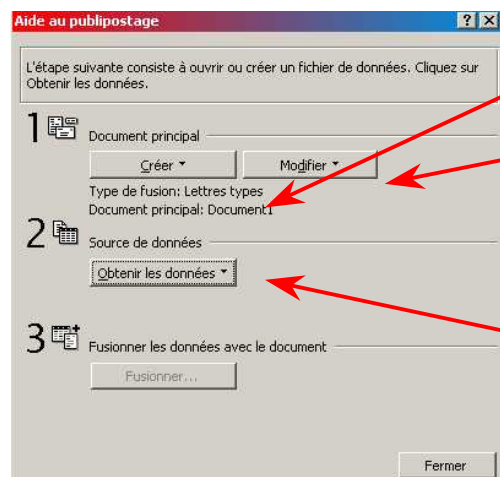 Aide au publipostage
L'étape suivante consiste à ouvrir ou créer un fichier de données. Cliquez sur
Obtenir les données.
1 Document principal
Créer Modifier
Type de fusion: Lettres types
Document principal: Document1
2 Source de données
Obtenir les données
3 Fusionner les données avec le document
Fusionner...
Fermer